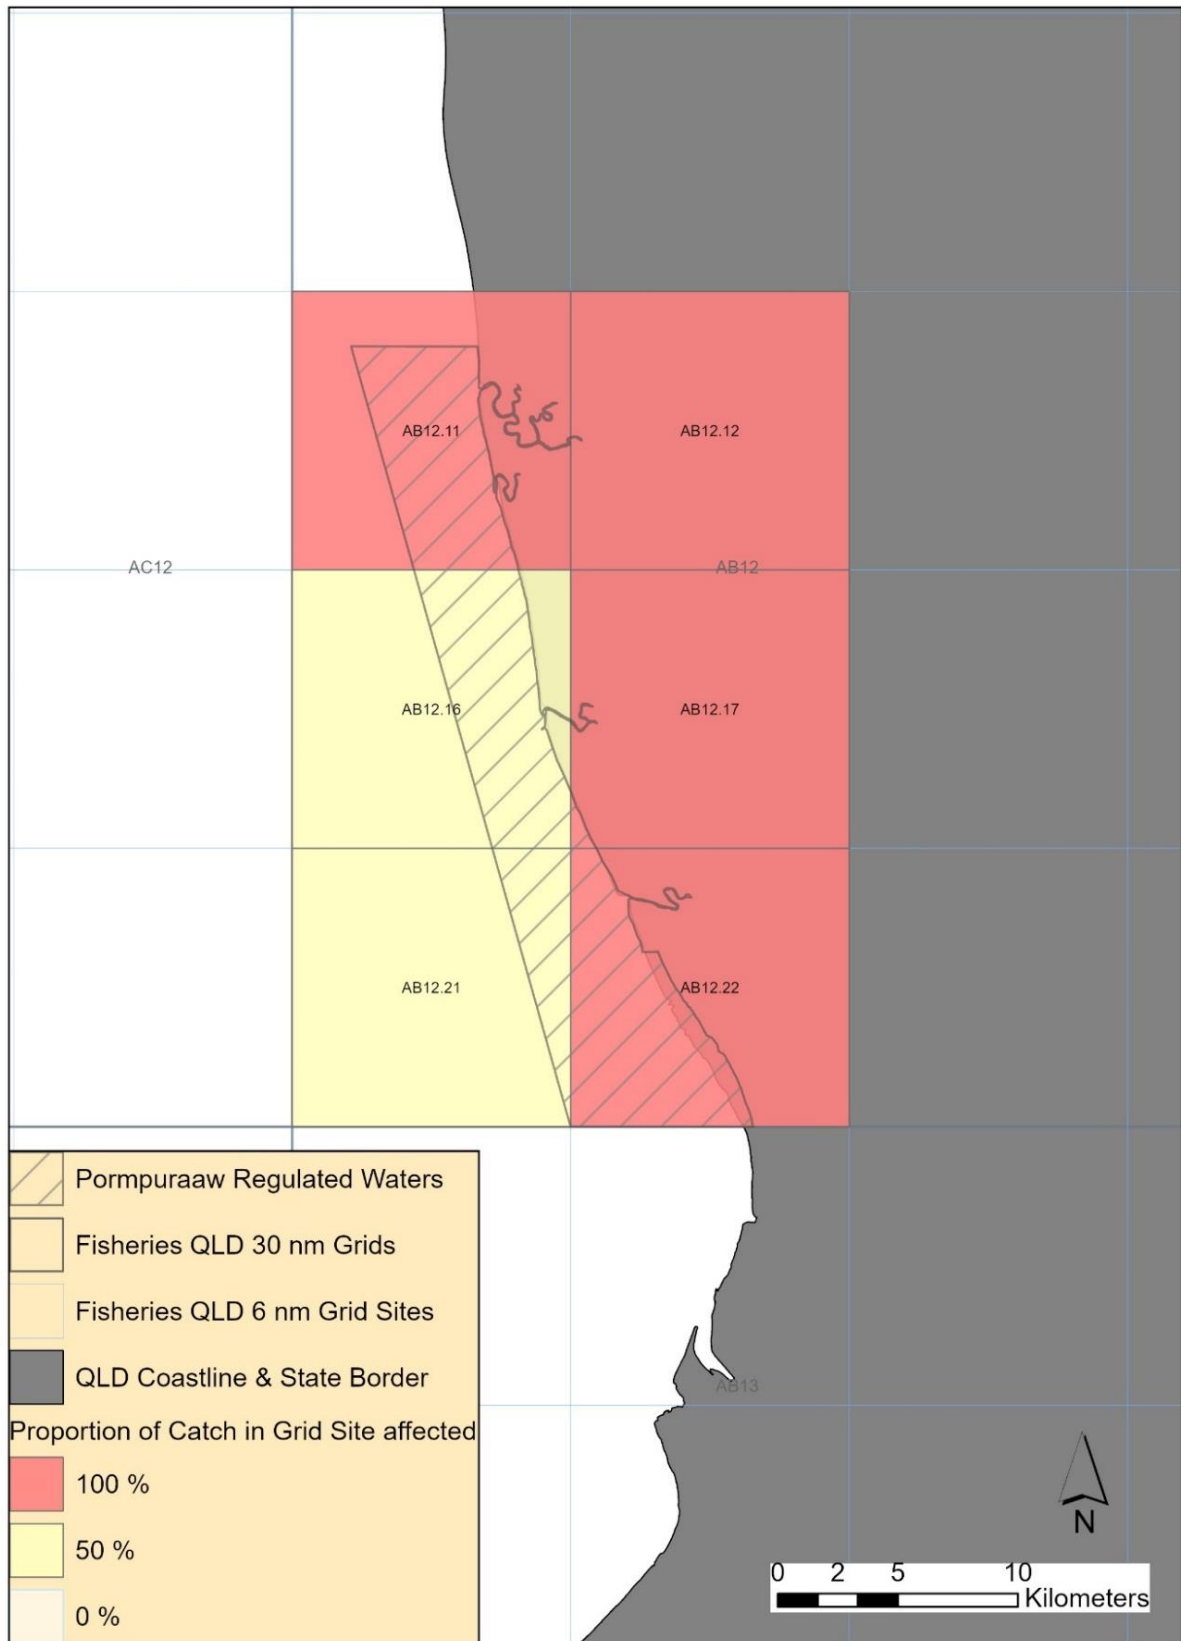 AB12.11
AB12.12
AC12
AB12
AB12.16
AB12.17
AB12.21
AB12.22
Pormpuraaw Regulated Waters
Fisheries QLD 30 nm Grids
Fisheries QLD 6 nm Grid Sites
QLD Coastline & State Border
AB13
Proportion of Catch in Grid Site affected
100 %
50 %
0 %
N
0 2 5 10
Kilometers